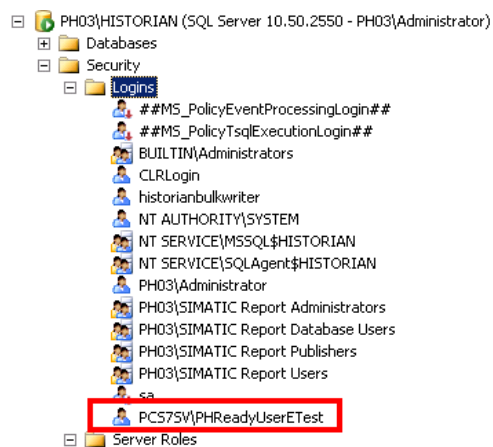 PH03\HISTORIAN (SQL Server 10.50.2550 - PH03\Administrator)
Databases
Security
Logins
##MS_PolicyEventProcessingLogin##
##MS_PolicyTsqlExecutionLogin##
BUILTIN\Administrators
CLRLogin
historianbulkwriter
NT AUTHORITY\SYSTEM
NT SERVICE\MSSQL$HISTORIAN
NT SERVICE\SQLAgent$HISTORIAN
PH03\Administrator
PH03\SIMATIC Report Administrators
PH03\SIMATIC Report Database Users
PH03\SIMATIC Report Publishers
PH03\SIMATIC Report Users
sa
PCS7SV\PHReadyUserETest
Server Roles